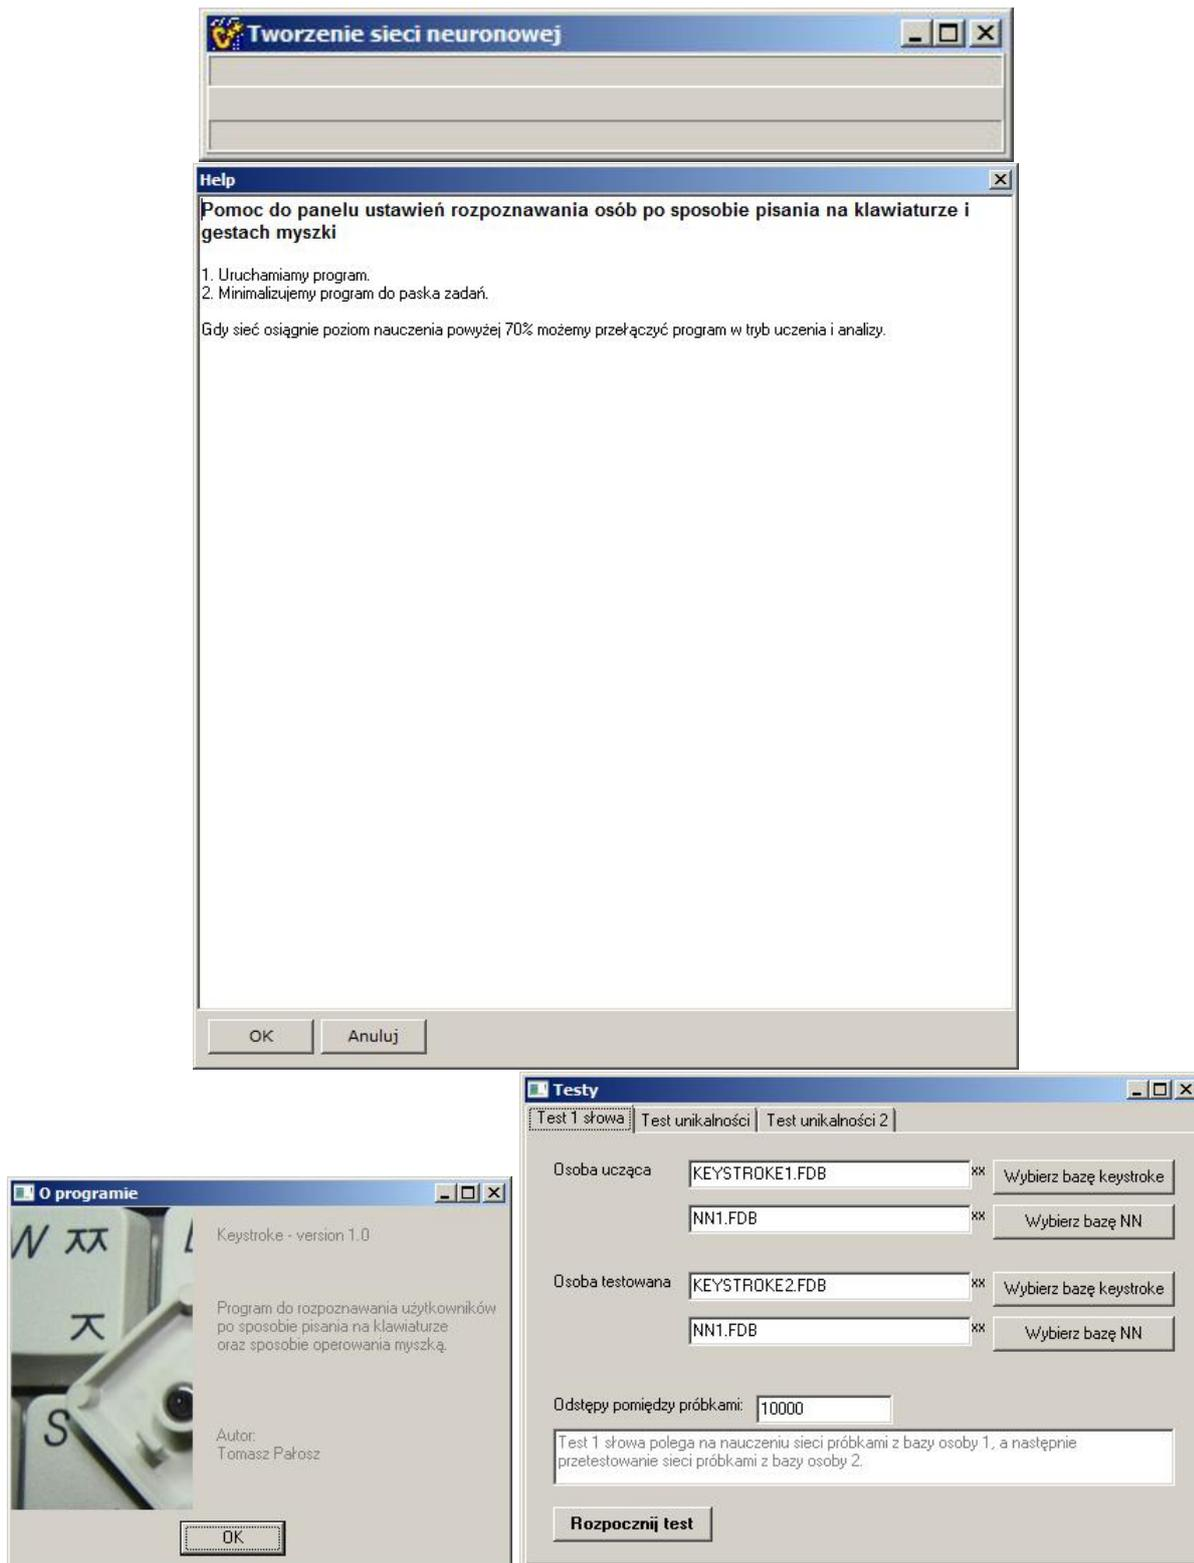 Tworzenie sieci neuronowej
Help
Pomoc do panelu ustawień rozpoznawania osób po sposobie pisania na klawiaturze i
gestach myszki
1. Uruchamiamy program.
2. Minimalizujemy program do paska zadań.
Gdy sieć osiągnie poziom nauczenia powyżej 70% możemy przełączyć program w tryb uczenia i analizy.
OK Anuluj
O programie
N ㅉ
ㅈ
S
Keystroke - version 1.0
Program do rozpoznawania użytkowników
po sposobie pisania na klawiaturze
oraz sposobie operowania myszką.
Autor:
Tomasz Pałosz
OK
Testy
Test 1 słowa Test unikalności Test unikalności 2
Osoba ucząca KEYSTROKE1.FDB xx Wybierz bazę keystroke
NN1.FDB xx Wybierz bazę NN
Osoba testowana KEYSTROKE2.FDB xx Wybierz bazę keystroke
NN1.FDB xx Wybierz bazę NN
Odstępy pomiędzy próbkami: 10000
Test 1 słowa polega na nauczeniu sieci próbkami z bazy osoby 1, a następnie
przetestowanie sieci próbkami z bazy osoby 2.
Rozpocznij test